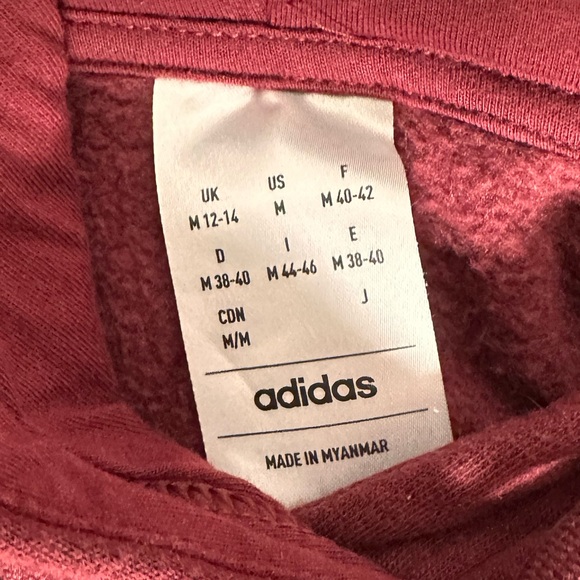 UK US F
M 12-14 M M 40-42
D I E
M 38-40 M 44-46 M 38-40
CDN J
M/M
adidas
MADE IN MYANMAR